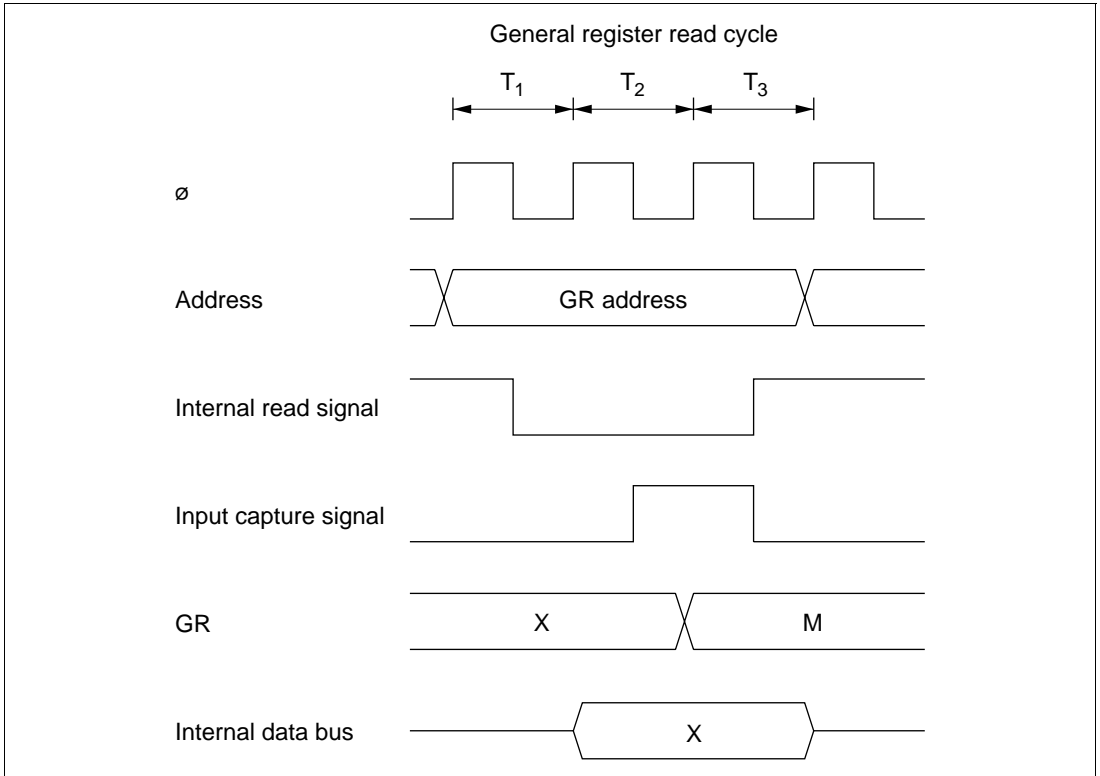 General register read cycle
T1 T2 T3
ø
Address GR address
Internal read signal
Input capture signal
GR X M
Internal data bus X